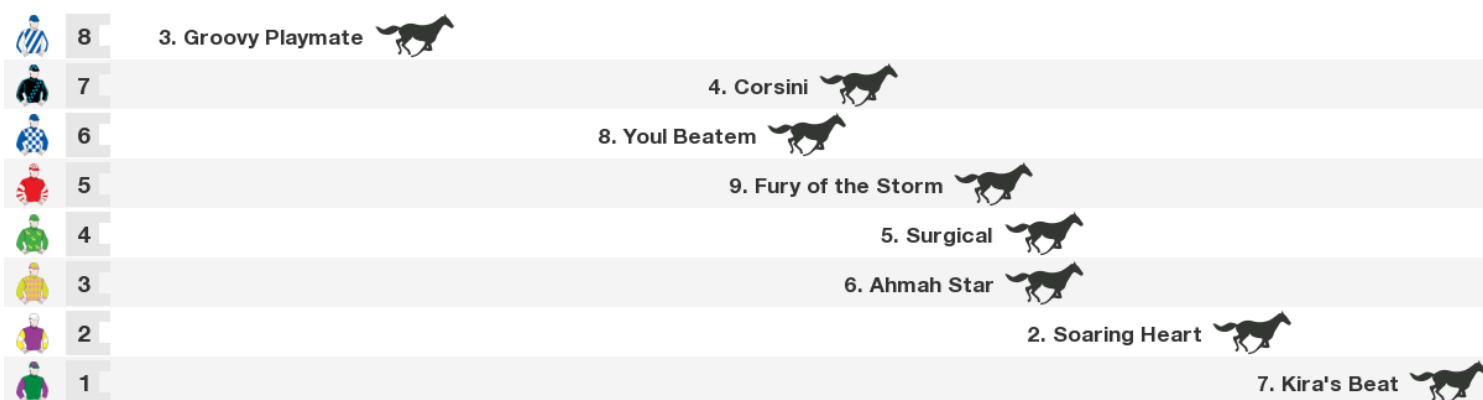 8 3. Groovy Playmate
7 4. Corsini
6 8. Youl Beatem
5 9. Fury of the Storm
4 5. Surgical
3 6. Ahmah Star
2 2. Soaring Heart
1 7. Kira's Beat